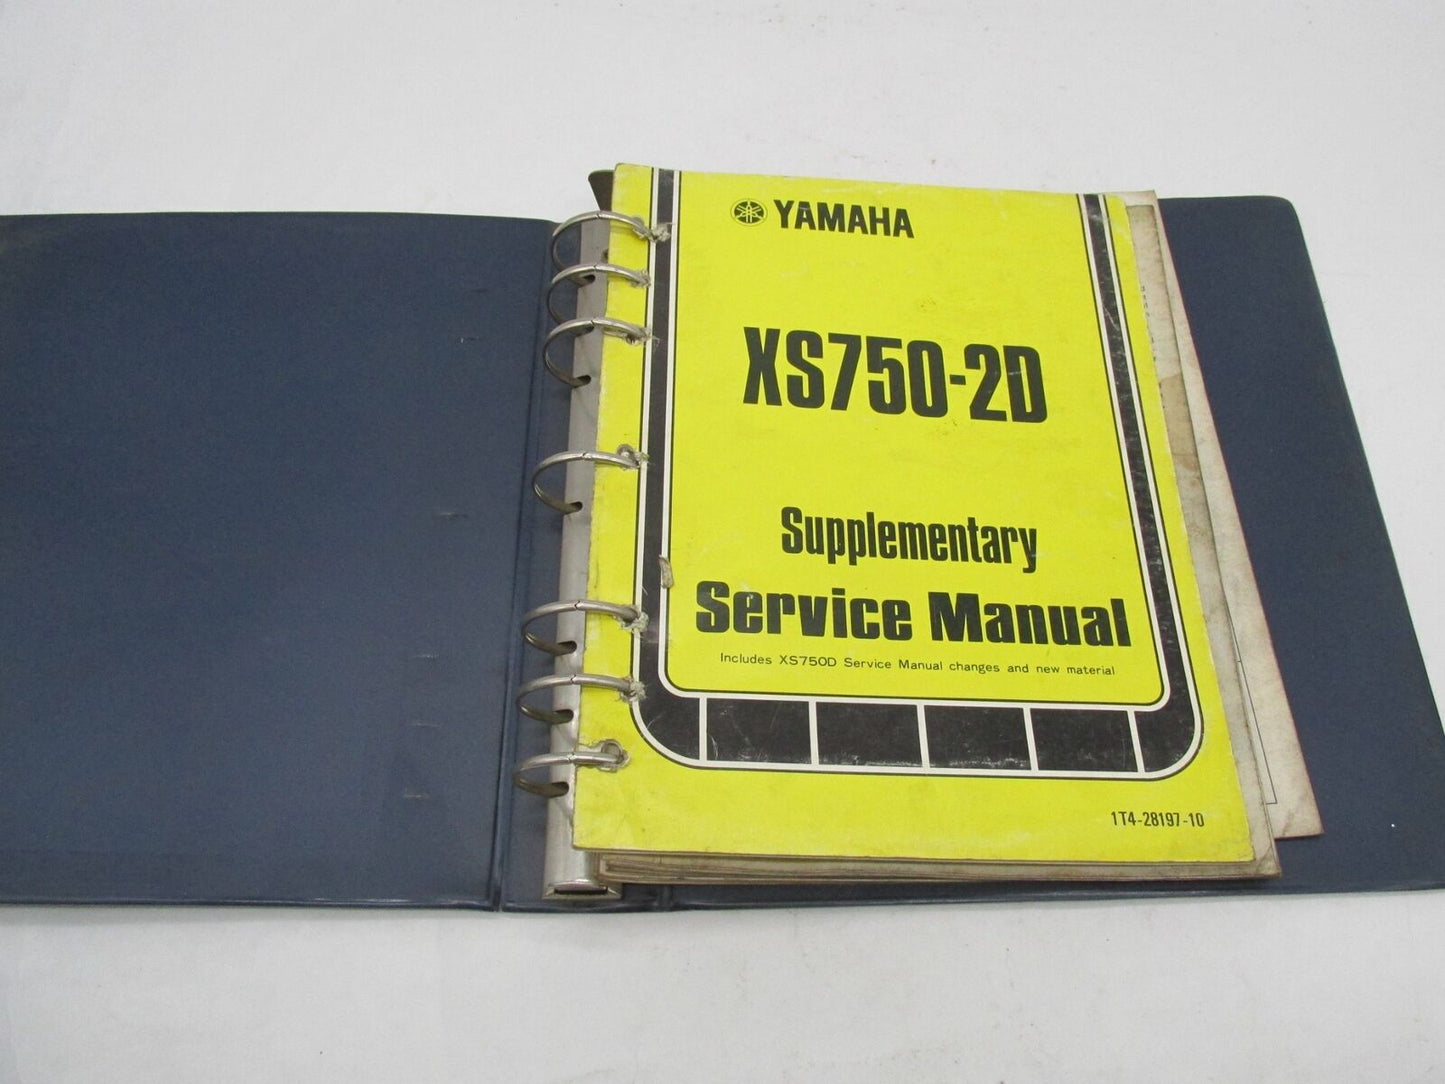 YAMAHA
XS750-2D
Supplementary
Service Manual
Includes XS750D Service Manual changes and new material
1T4-28197-10